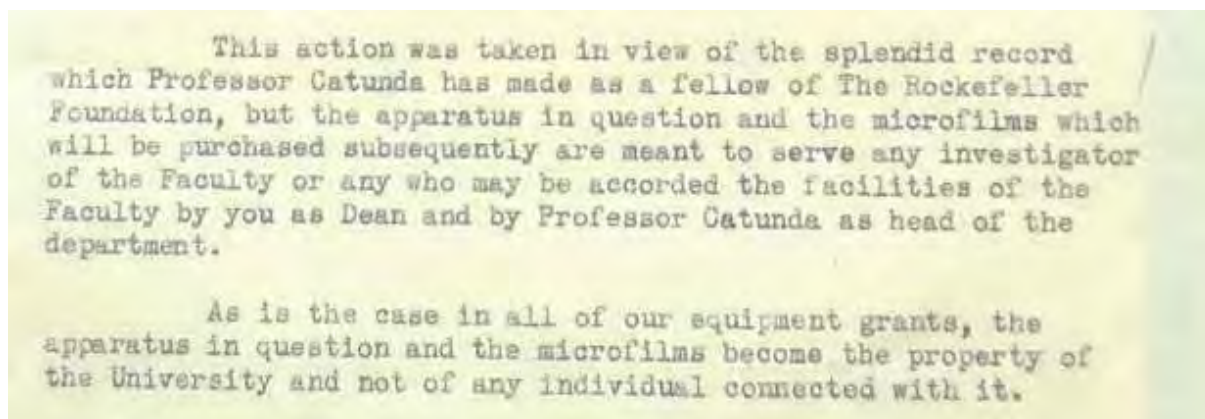 This action was taken in view of the splendid record
which Professor Catunda has made as a fellow of The Rockefeller
Foundation, but the apparatus in question and the microfilms which
will be purchased subsequently are meant to serve any investigator
of the Faculty or any who may be accorded the facilities of the
Faculty by you as Dean and by Professor Catunda as head of the
department.
As is the case in all of our equipment grants, the
apparatus in question and the microfilms become the property of
the University and not of any individual connected with it.